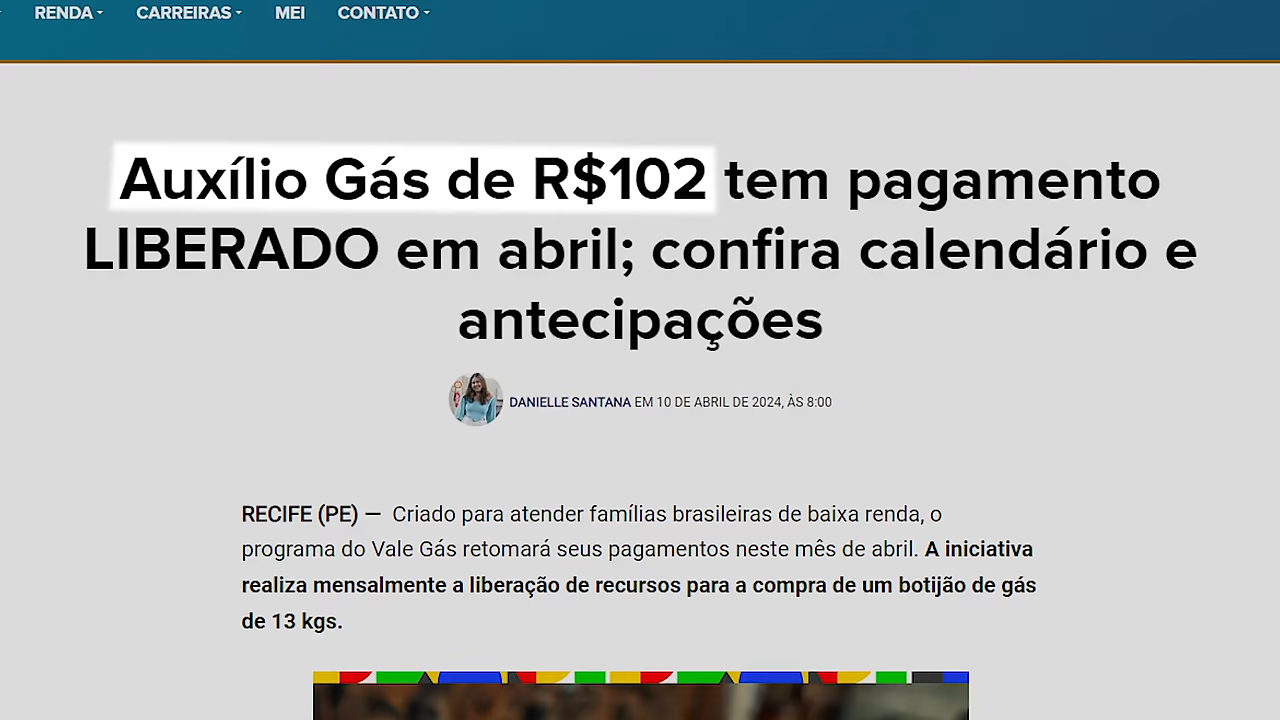 RENDA CARREIRAS MEI CONTATO
Auxílio Gás de R$102 tem pagamento
LIBERADO em abril; confira calendário e
antecipações
DANIELLE SANTANA EM 10 DE ABRIL DE 2024, ÀS 8:00
RECIFE (PE) — Criado para atender famílias brasileiras de baixa renda, o
programa do Vale Gás retomará seus pagamentos neste mês de abril. A iniciativa
realiza mensalmente a liberação de recursos para a compra de um botijão de gás
de 13 kgs.